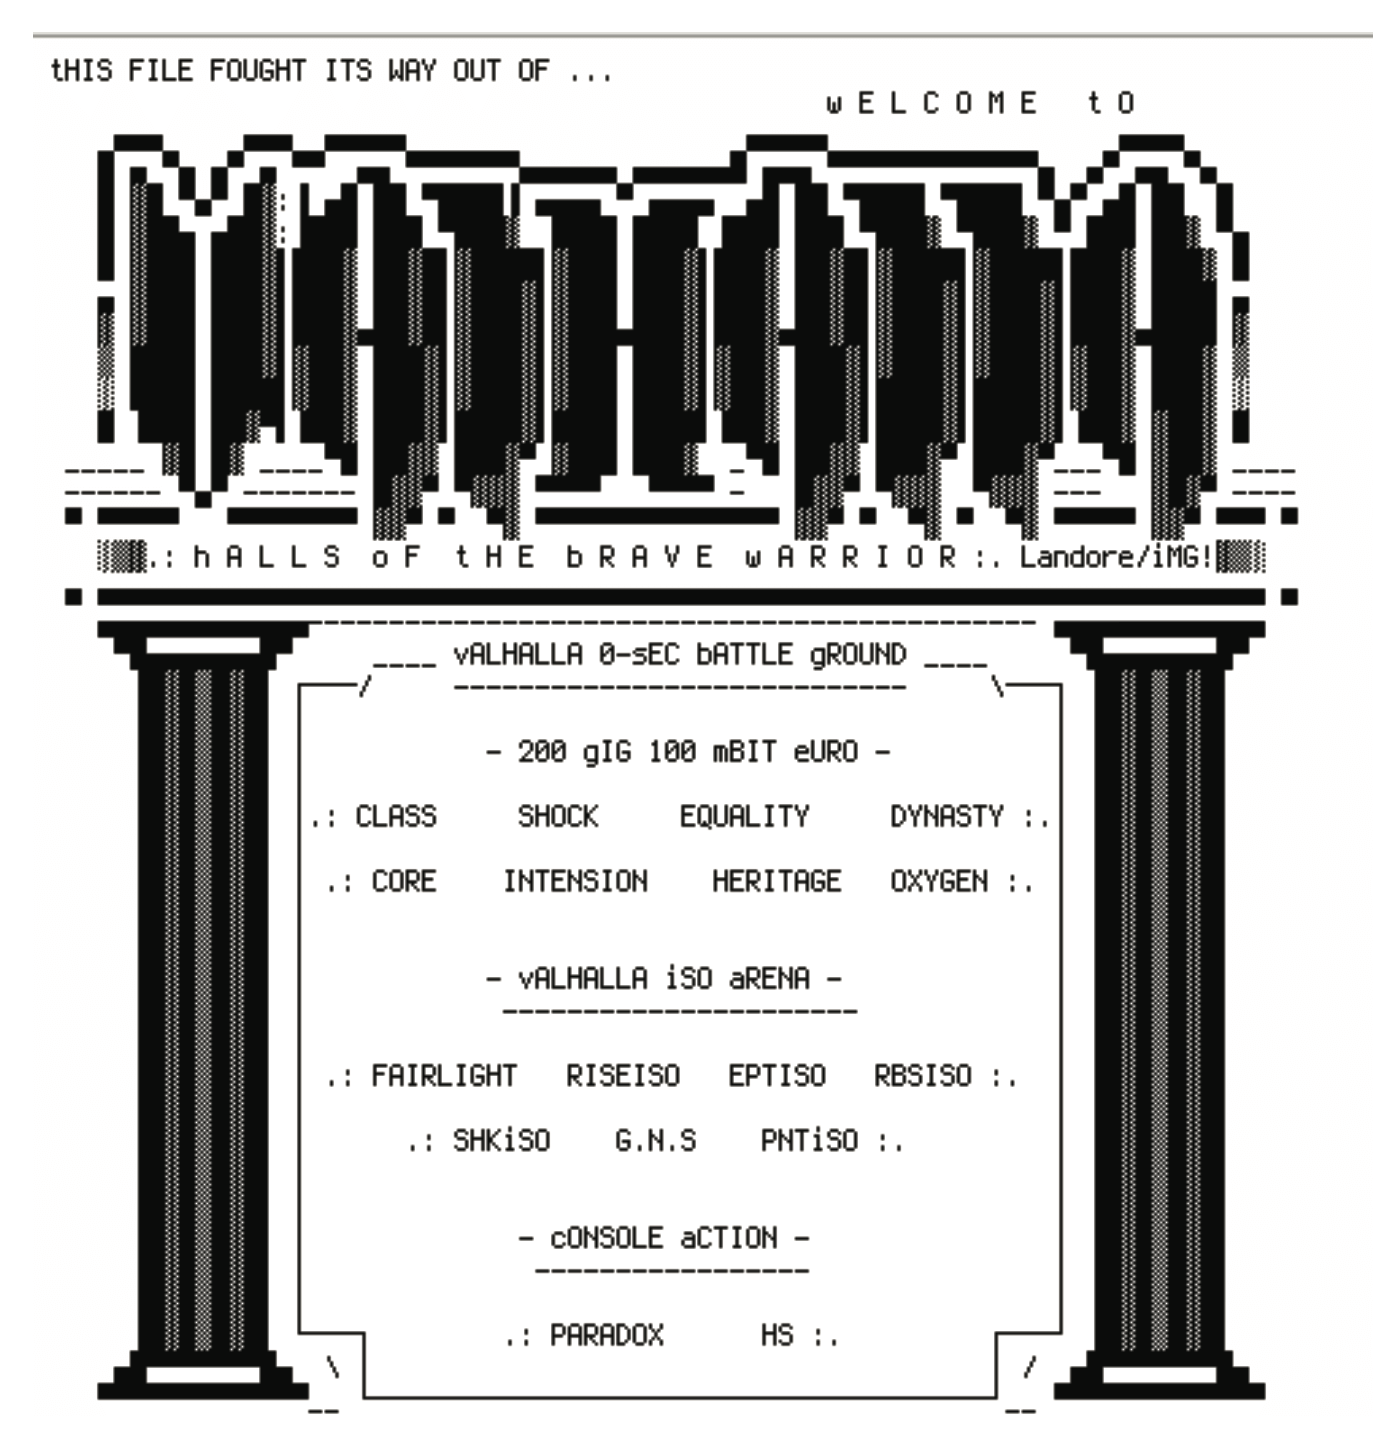 tHIS FILE FOUGHT ITS WAY OUT OF ...
wELCOME tO
VALHALLA
.: hALLS oF tHE bRAVE wARRIOR :. Landore/iMG!
vALHALLA 0-sEC bATTLE gROUND
- 200 gIG 100 mBIT eURO -
.: CLASS SHOCK EQUALITY DYNASTY :.
.: CORE INTENSION HERITAGE OXYGEN :.
- vALHALLA iSO aRENA -
.: FAIRLIGHT RISEISO EPTISO RBSISO :.
.: SHKiSO G.N.S PNTiSO :.
- cONSOLE aCTION -
.: PARADOX HS :.